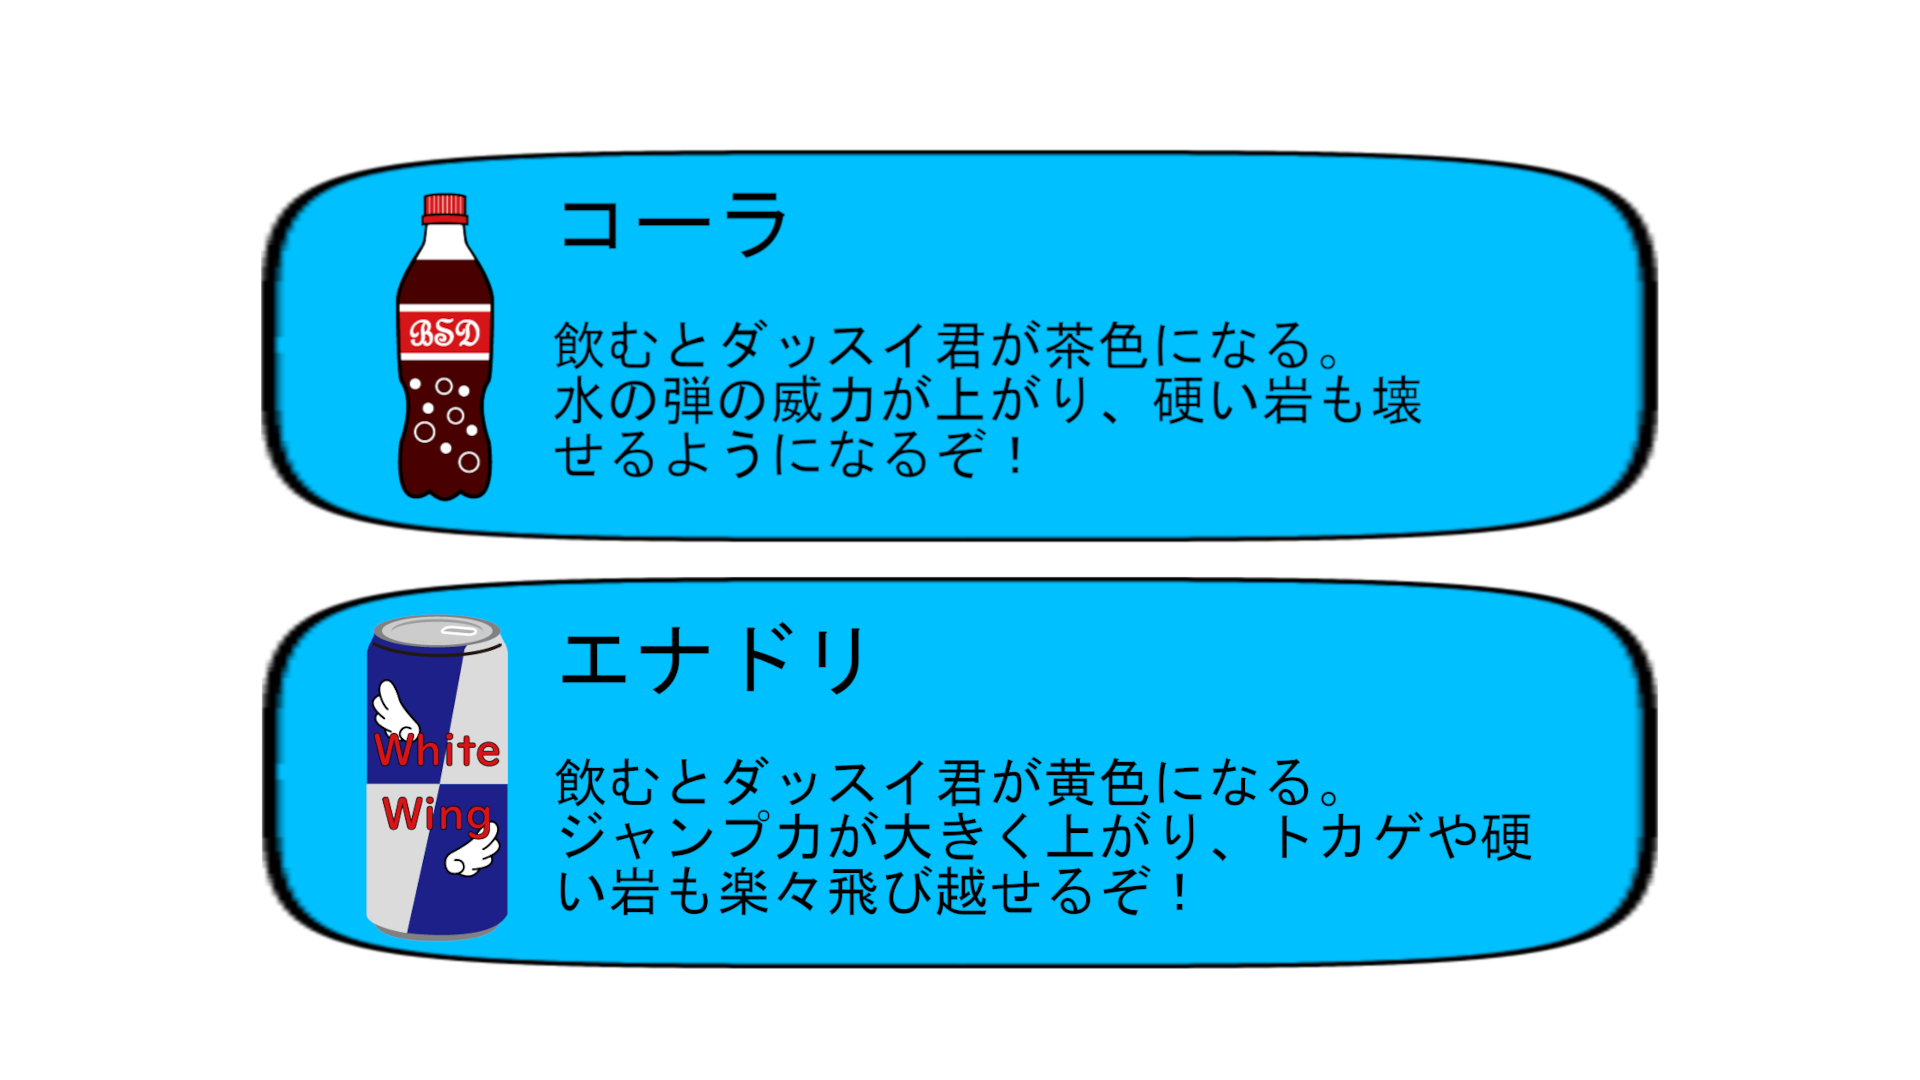 コーラ
BSD
飲むとダッスイ君が茶色になる。
水の弾の威力が上がり、硬い岩も壊
せるようになるぞ！
エナドリ
White
Wing
飲むとダッスイ君が黄色になる。
ジャンプ力が大きく上がり、トカゲや硬
い岩も楽々飛び越せるぞ！